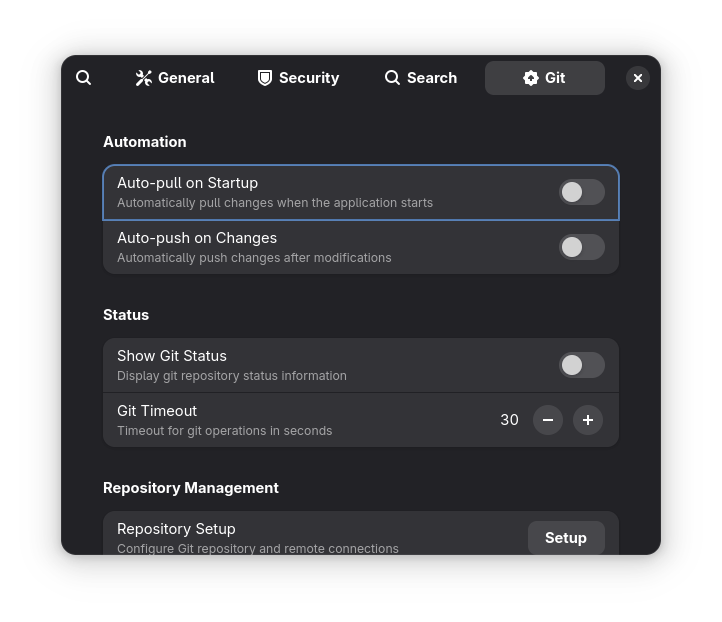 General
Security
Search
Git
Automation
Auto-pull on Startup
Automatically pull changes when the application starts
Auto-push on Changes
Automatically push changes after modifications
Status
Show Git Status
Display git repository status information
Git Timeout
30
Timeout for git operations in seconds
Repository Management
Repository Setup
Setup
Configure Git repository and remote connections